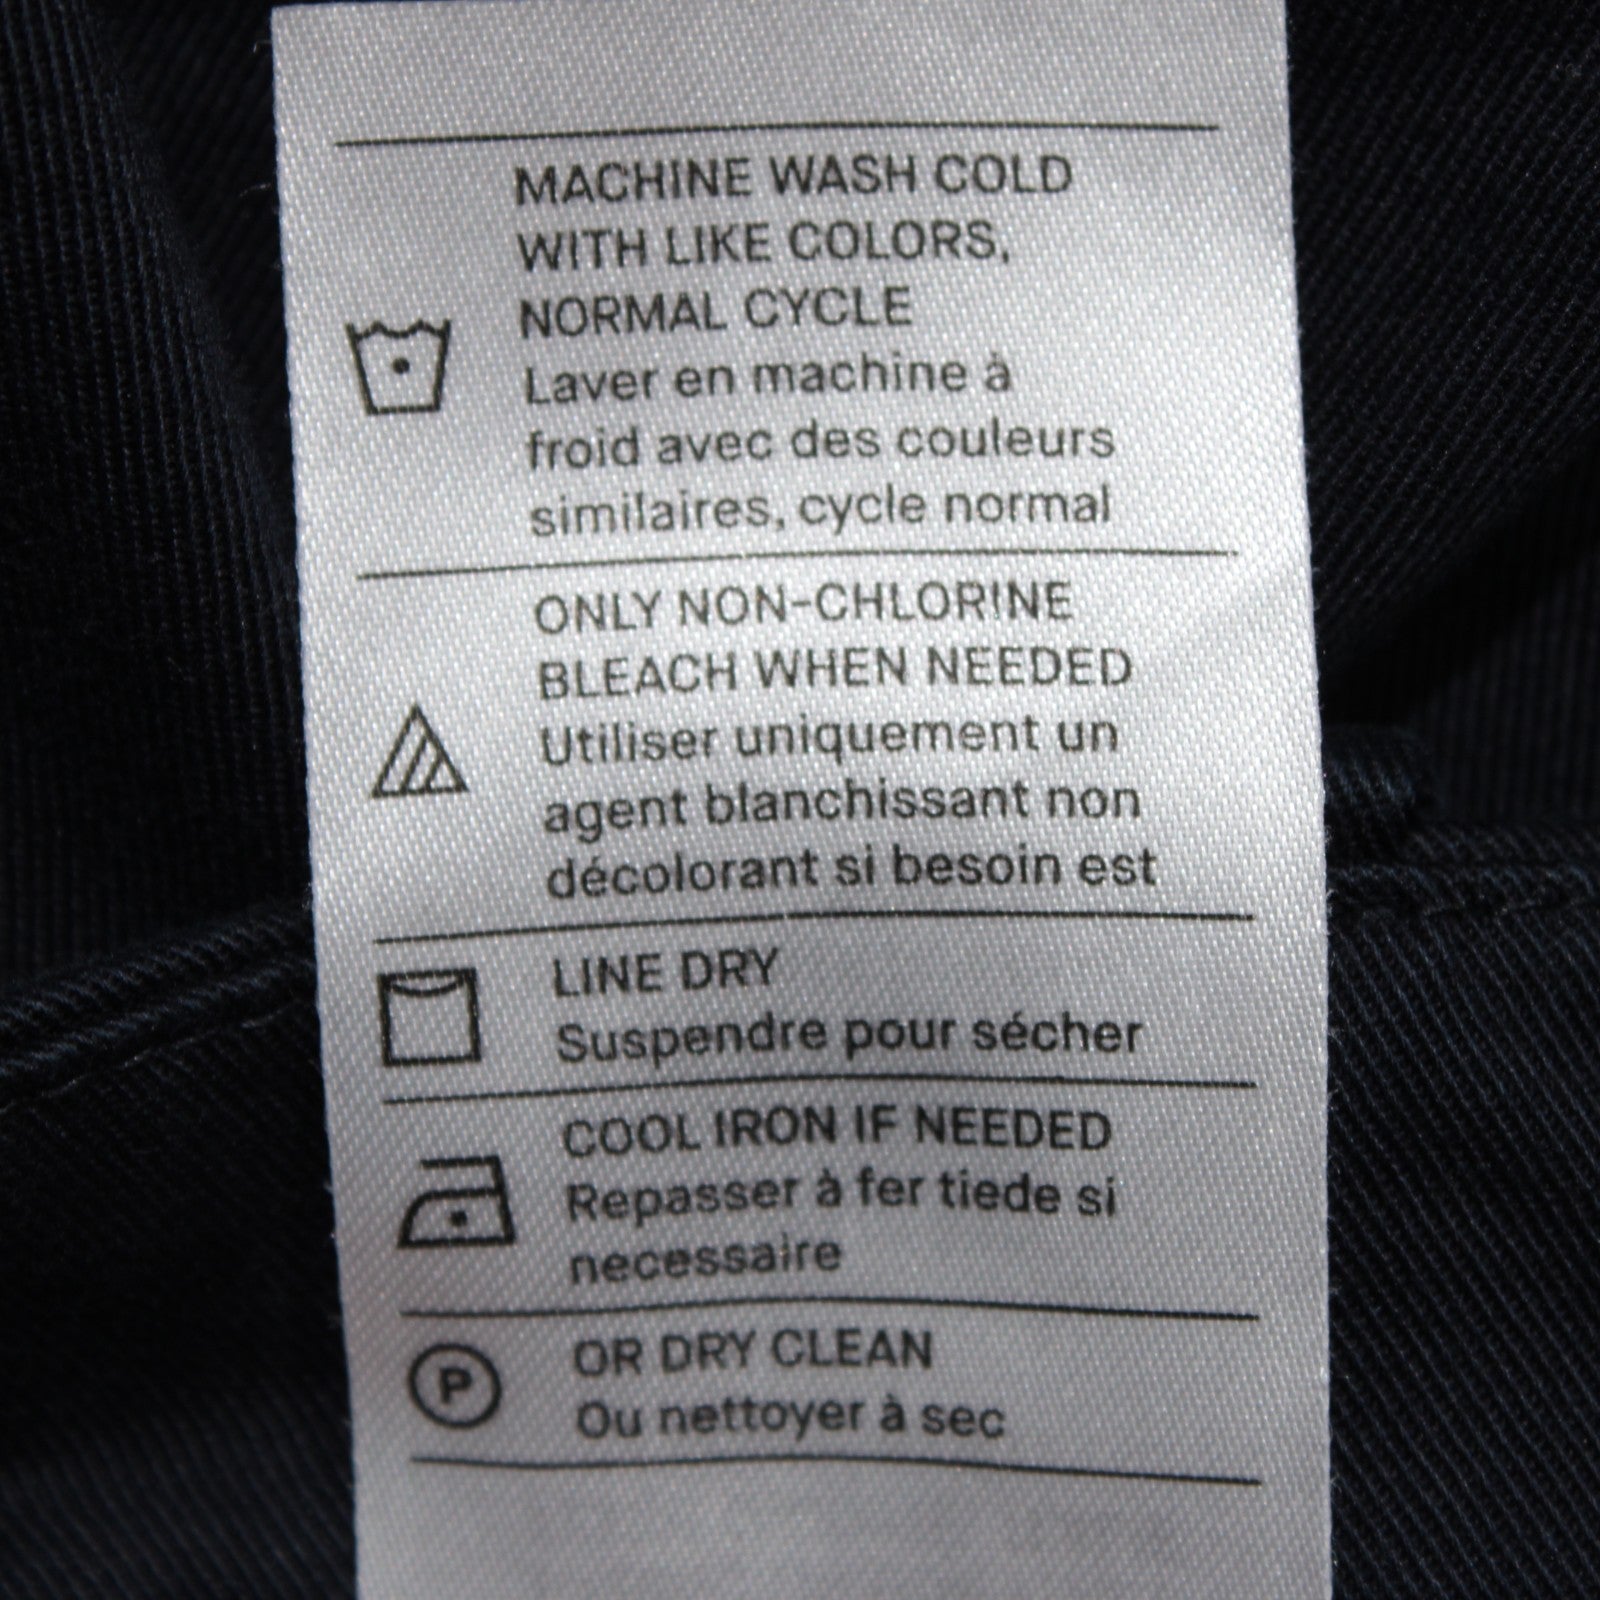 MACHINE WASH COLD
WITH LIKE COLORS,
NORMAL CYCLE
Laver en machine à
froid avec des couleurs
similaires, cycle normal
ONLY NON-CHLORINE
BLEACH WHEN NEEDED
Utiliser uniquement un
agent blanchissant non
décolorant si besoin est
LINE DRY
Suspendre pour sécher
COOL IRON IF NEEDED
Repasser à fer tiede si
necessaire
P
OR DRY CLEAN
Ou nettoyer à sec